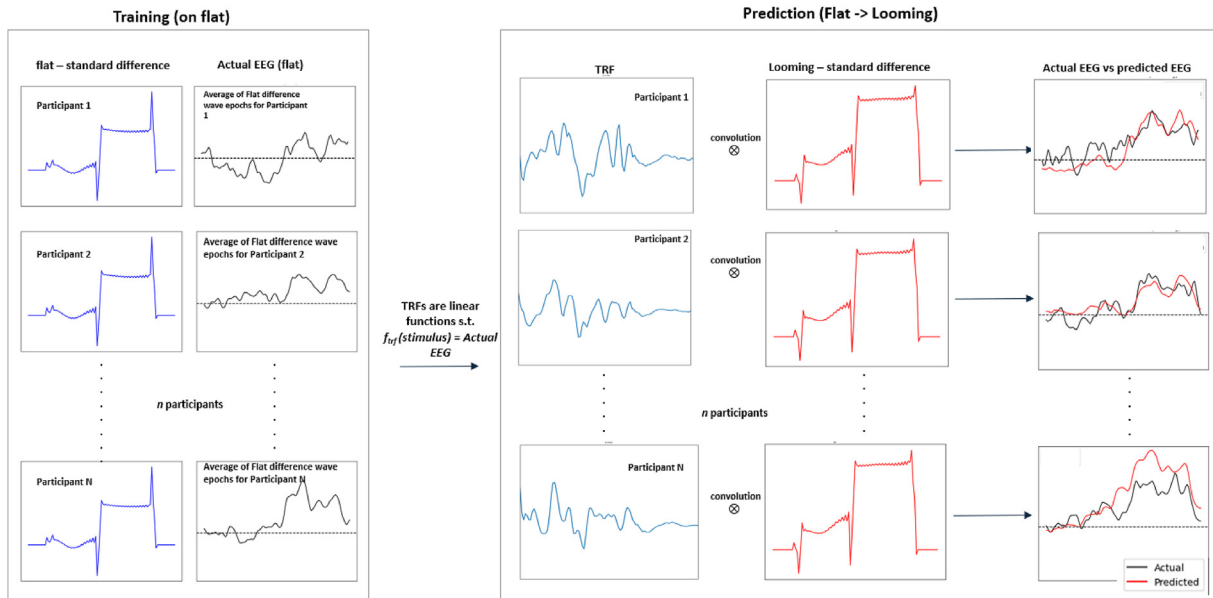 Training (on flat)
Prediction (Flat -> Looming)
flat – standard difference
Actual EEG (flat)
Participant 1
Average of Flat difference
wave epochs for Participant
1
Participant 2
Average of Flat difference wave
epochs for Participant 2
n participants
Participant N
Average of Flat difference wave
epochs for Participant N
TRFs are linear
functions s.t.
ftrf(stimulus) = Actual
EEG
TRF
Looming – standard difference
Actual EEG vs predicted EEG
Participant 1
convolution
⊗
Participant 2
convolution
⊗
n participants
Participant N
convolution
⊗
Actual
Predicted